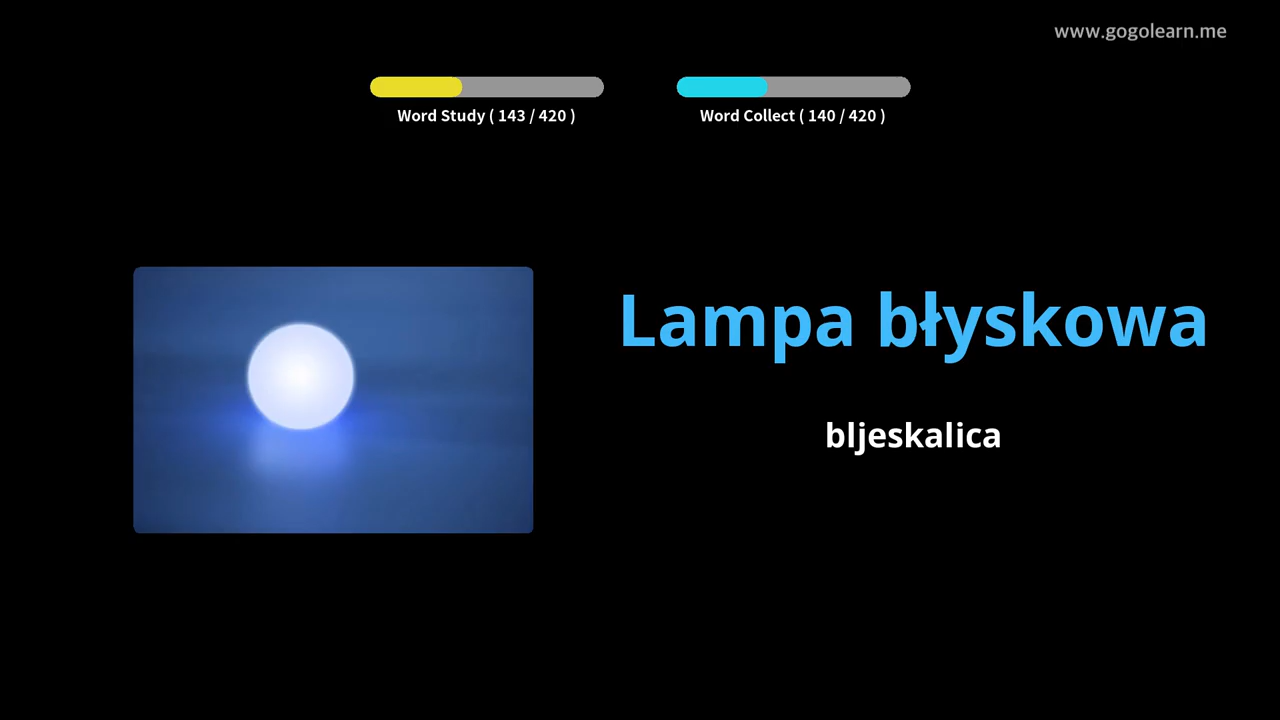 www.gogolearn.me
Word Study ( 143 / 420 )
Word Collect ( 140 / 420 )
Lampa błyskowa
bljeskalica